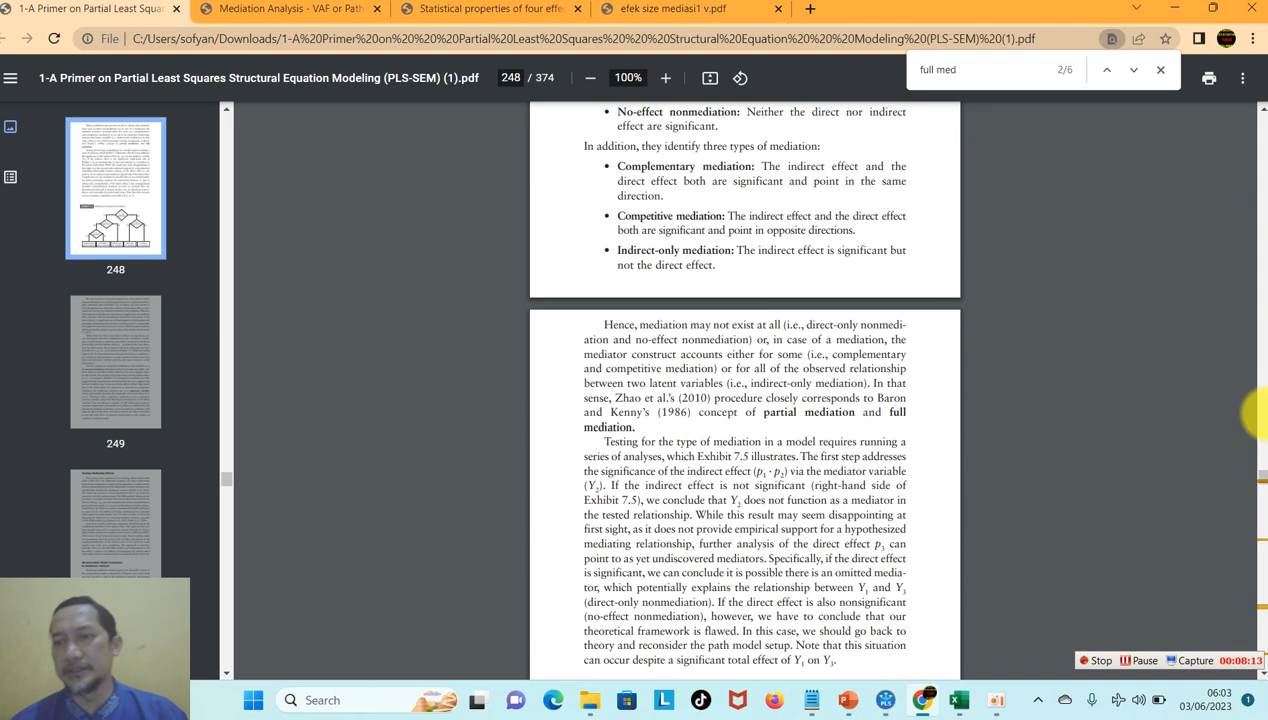 1-A Primer on Partial Least Squar
Mediation Analysis - VAF or Path
Statistical properties of four effec
efek size mediasi1 v.pdf
File
C:/Users/sofyan/Downloads/1-A%20Primer%20on%20%20%20Partial%20Least%20Squares%20%20%20Structural%20Equation%20%20%20Modeling%20(PLS-SEM)%20(1).pdf
1-A Primer on Partial Least Squares Structural Equation Modeling (PLS-SEM) (1).pdf
248 / 374
100%
full med
2/6
248
249
• No-effect nonmediation: Neither the direct nor indirect
effect are significant.
In addition, they identify three types of mediation:
• Complementary mediation: The indirect effect and the
direct effect both are significant and point in the same
direction.
• Competitive mediation: The indirect effect and the direct effect
both are significant and point in opposite directions.
• Indirect-only mediation: The indirect effect is significant but
not the direct effect.
Hence, mediation may not exist at all (i.e., direct-only nonmedi-
ation and no-effect nonmediation) or, in case of a mediation, the
mediator construct accounts either for some (i.e., complementary
and competitive mediation) or for all of the observed relationship
between two latent variables (i.e., indirect-only mediation). In that
sense, Zhao et al.'s (2010) procedure closely corresponds to Baron
and Kenny's (1986) concept of partial mediation and full
mediation.
Testing for the type of mediation in a model requires running a
series of analyses, which Exhibit 7.5 illustrates. The first step addresses
the significance of the indirect effect (p₁ · p₂) via the mediator variable
(Y₂). If the indirect effect is not significant (right-hand side of
Exhibit 7.5), we conclude that Y₂ does not function as a mediator in
the tested relationship. While this result may seem disappointing at
first sight, as it does not provide empirical support for a hypothesized
mediating relationship, further analysis of the direct effect p₃ can
point to as yet undiscovered mediators. Specifically, if the direct effect
is significant, we can conclude it is possible there is an omitted media-
tor, which potentially explains the relationship between Y₁ and Y₃
(direct-only nonmediation). If the direct effect is also nonsignificant
(no-effect nonmediation), however, we have to conclude that our
theoretical framework is flawed. In this case, we should go back to
theory and reconsider the path model setup. Note that this situation
can occur despite a significant total effect of Y₁ on Y₃.
Stop
Pause
Capture
00:08:13
Search
06:03
03/06/2023
1